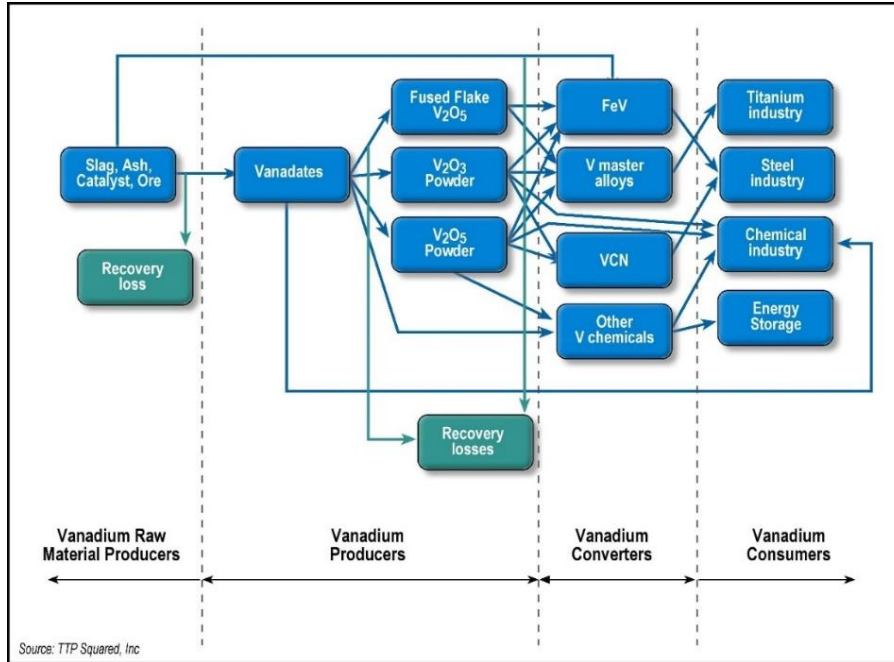 Slag, Ash,
Catalyst, Ore
Recovery
loss
Vanadates
Fused Flake
V₂O₅
V₂O₃
Powder
V₂O₅
Powder
Recovery
losses
FeV
V master
alloys
VCN
Other
V chemicals
Titanium
industry
Steel
industry
Chemical
industry
Energy
Storage
Vanadium Raw
Material Producers
Vanadium
Producers
Vanadium
Converters
Vanadium
Consumers
Source: TTP Squared, Inc